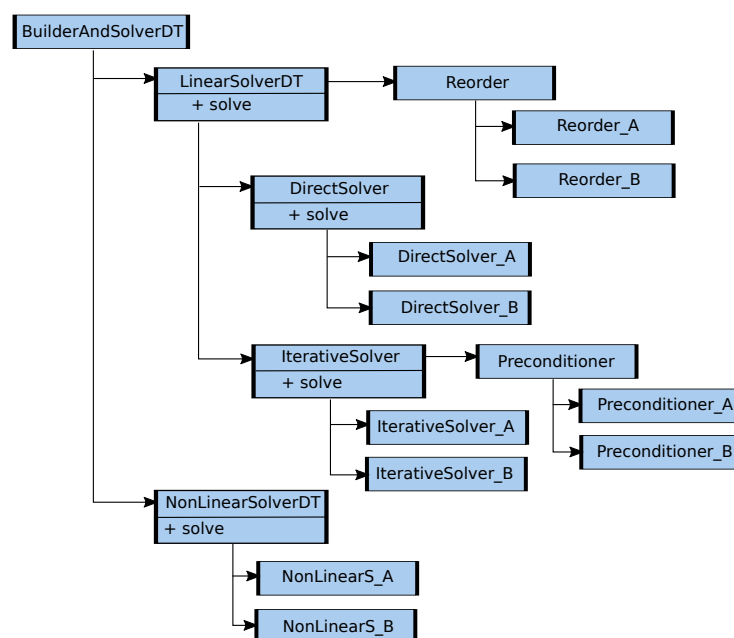 BuilderAndSolverDT
LinearSolverDT
+ solve
Reorder
Reorder_A
Reorder_B
DirectSolver
+ solve
DirectSolver_A
DirectSolver_B
IterativeSolver
+ solve
Preconditioner
Preconditioner_A
IterativeSolver_A
Preconditioner_B
IterativeSolver_B
NonLinearSolverDT
+ solve
NonLinearS_A
NonLinearS_B